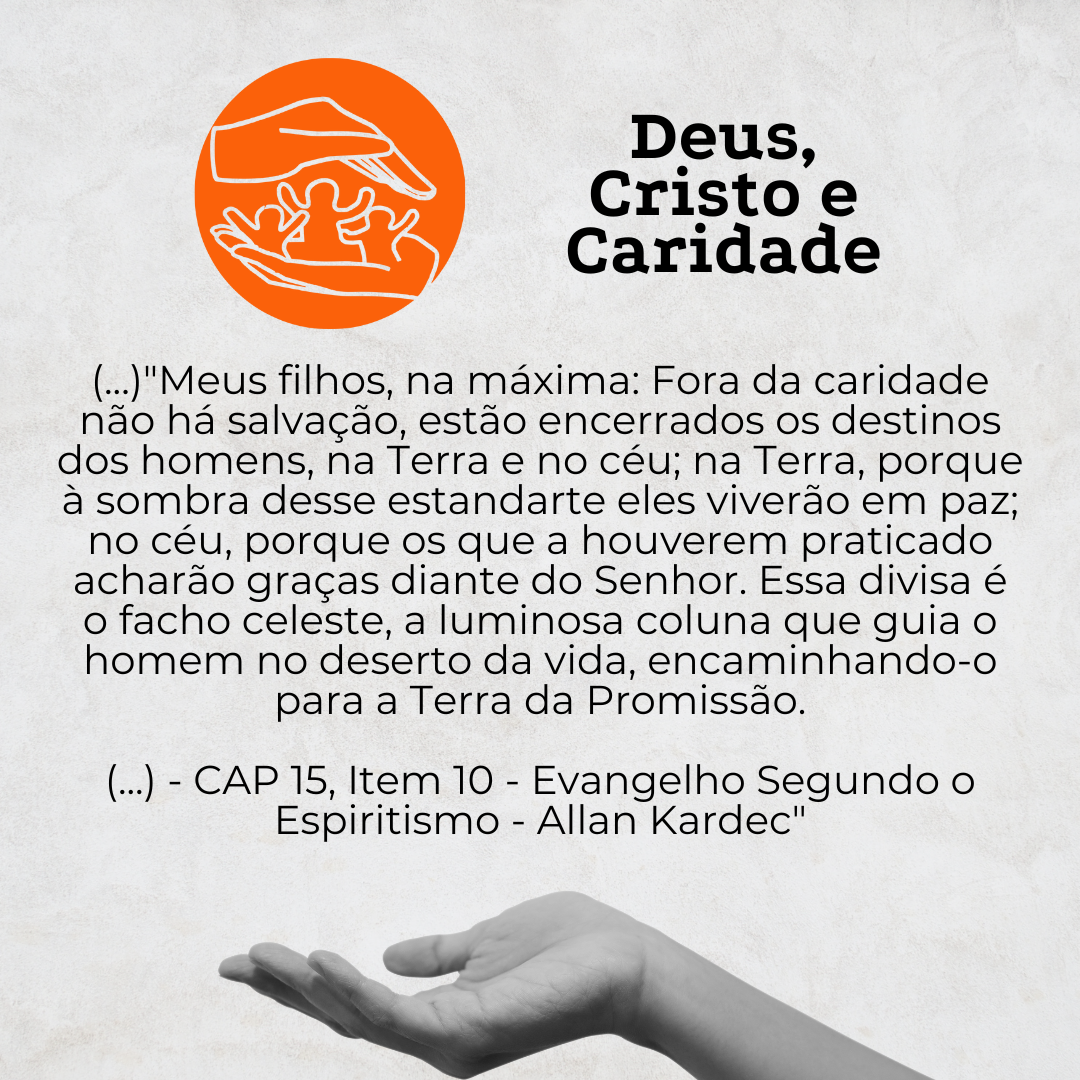 Deus,
Cristo e
Caridade
(...)"Meus filhos, na máxima: Fora da caridade
não há salvação, estão encerrados os destinos
dos homens, na Terra e no céu; na Terra, porque
à sombra desse estandarte eles viverão em paz;
no céu, porque os que a houverem praticado
acharão graças diante do Senhor. Essa divisa é
o facho celeste, a luminosa coluna que guia o
homem no deserto da vida, encaminhando-o
para a Terra da Promissão.
(...) - CAP 15, Item 10 - Evangelho Segundo o
Espiritismo - Allan Kardec"